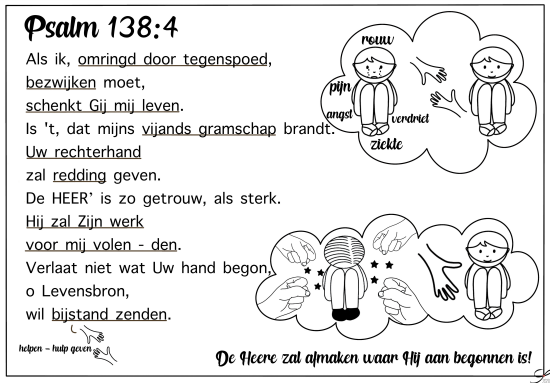 Psalm 138:4
Als ik, omringd door tegenspoed,
bezwijken moet,
schenkt Gij mij leven.
Is 't, dat mijns vijands gramschap brandt.
Uw rechterhand
zal redding geven.
De HEER' is zo getrouw, als sterk.
Hij zal Zijn werk
voor mij volen - den.
Verlaat niet wat Uw hand begon,
o Levensbron,
wil bijstand zenden.
helpen - hulp geven
rouw
pijn
angst
verdriet
ziekte
De Heere zal afmaken waar Hij aan begonnen is!